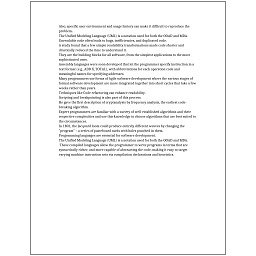 Also, specific user environment and usage history can make it difficult to reproduce the
problem.
The Unified Modeling Language (UML) is a notation used for both the OOAD and MDA.
Unreadable code often leads to bugs, inefficiencies, and duplicated code.
A study found that a few simple readability transformations made code shorter and
drastically reduced the time to understand it.
They are the building blocks for all software, from the simplest applications to the most
sophisticated ones.
Assembly languages were soon developed that let the programmer specify instruction in a
text format (e.g., ADD X, TOTAL), with abbreviations for each operation code and
meaningful names for specifying addresses.
Many programmers use forms of Agile software development where the various stages of
formal software development are more integrated together into short cycles that take a few
weeks rather than years.
Techniques like Code refactoring can enhance readability.
Scripting and breakpointing is also part of this process.
He gave the first description of cryptanalysis by frequency analysis, the earliest code-
breaking algorithm.
Expert programmers are familiar with a variety of well-established algorithms and their
respective complexities and use this knowledge to choose algorithms that are best suited to
the circumstances.
In 1801, the Jacquard loom could produce entirely different weaves by changing the
"program" – a series of pasteboard cards with holes punched in them.
Programming languages are essential for software development.
The Unified Modeling Language (UML) is a notation used for both the OOAD and MDA.
These compiled languages allow the programmer to write programs in terms that are
syntactically richer, and more capable of abstracting the code, making it easy to target
varying machine instruction sets via compilation declarations and heuristics.